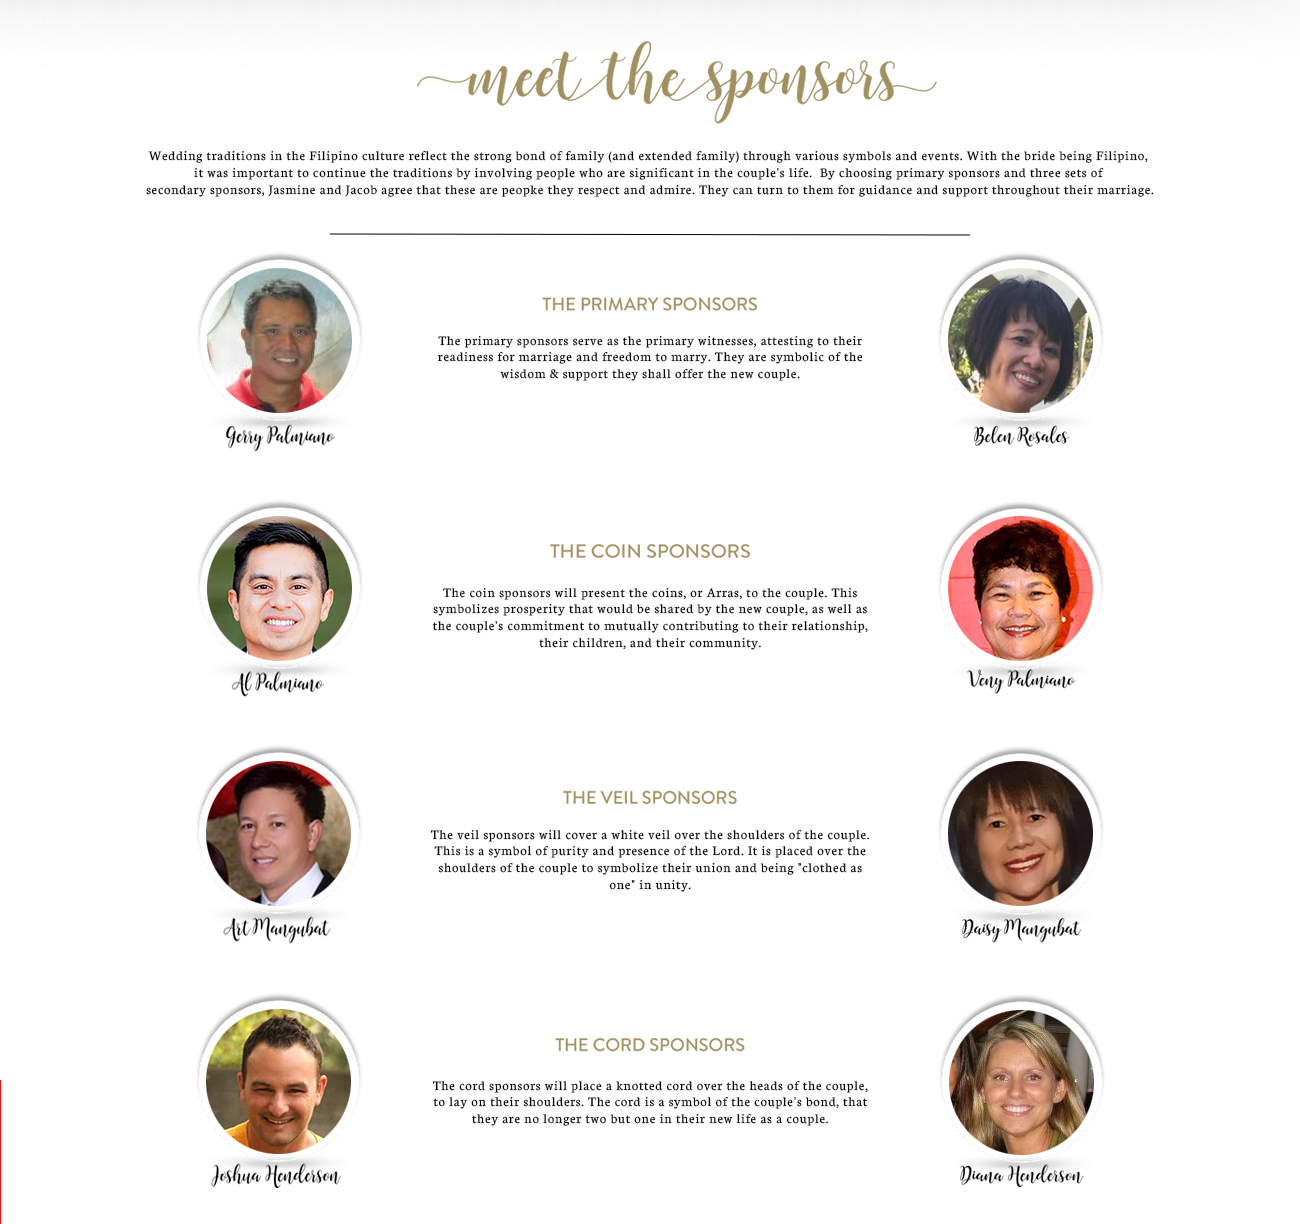 meet the sponsors
Wedding traditions in the Filipino culture reflect the strong bond of family (and extended family) through various symbols and events. With the bride being Filipino,
it was important to continue the traditions by involving people who are significant in the couple's life.  By choosing primary sponsors and three sets of
secondary sponsors, Jasmine and Jacob agree that these are peopke they respect and admire. They can turn to them for guidance and support throughout their marriage.
THE PRIMARY SPONSORS
The primary sponsors serve as the primary witnesses, attesting to their
readiness for marriage and freedom to marry. They are symbolic of the
wisdom & support they shall offer the new couple.
Gerry Palmiano
Belen Rosales
THE COIN SPONSORS
The coin sponsors will present the coins, or Arras, to the couple. This
symbolizes prosperity that would be shared by the new couple, as well as
the couple's commitment to mutually contributing to their relationship,
their children, and their community.
Al Palmiano
Veny Palmiano
THE VEIL SPONSORS
The veil sponsors will cover a white veil over the shoulders of the couple.
This is a symbol of purity and presence of the Lord. It is placed over the
shoulders of the couple to symbolize their union and being "clothed as
one" in unity.
Art Mangubat
Daisy Mangubat
THE CORD SPONSORS
The cord sponsors will place a knotted cord over the heads of the couple,
to lay on their shoulders. The cord is a symbol of the couple's bond, that
they are no longer two but one in their new life as a couple.
Joshua Henderson
Diana Henderson